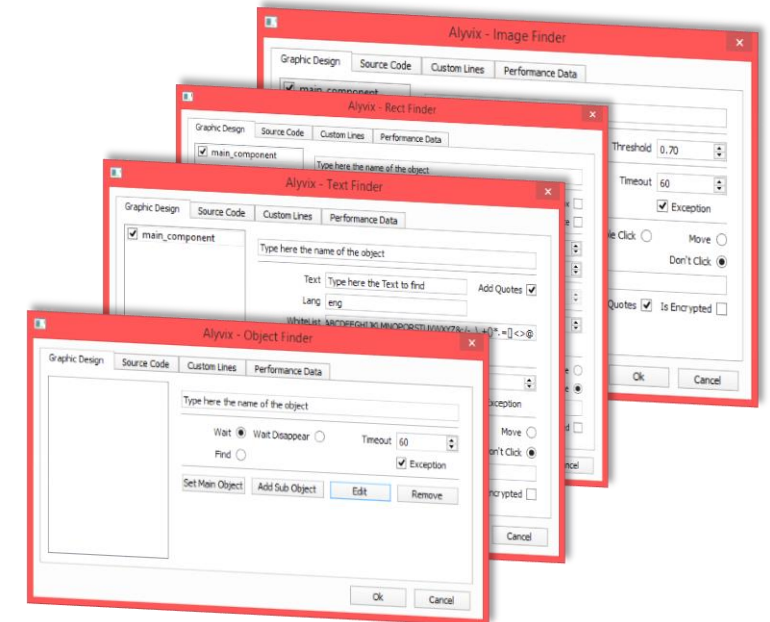 Alyvix - Image Finder
Graphic Design Source Code Custom Lines Performance Data
main_component
Threshold 0.70
Timeout 60
Exception
Click Move
Don't Click
Quotes Is Encrypted
Ok Cancel
Alyvix - Rect Finder
Graphic Design Source Code Custom Lines Performance Data
main_component
Type here the name of the object
Alyvix - Text Finder
Graphic Design Source Code Custom Lines Performance Data
main_component
Type here the name of the object
Text Type here the Text to find Add Quotes
Lang eng
WhiteList
Exception
Move
Don't Click
Encrypted
Cancel
Alyvix - Object Finder
Graphic Design Source Code Custom Lines Performance Data
Type here the name of the object
Wait Wait Disappear Timeout 60
Find Exception
Set Main Object Add Sub Object Edit Remove
Ok Cancel